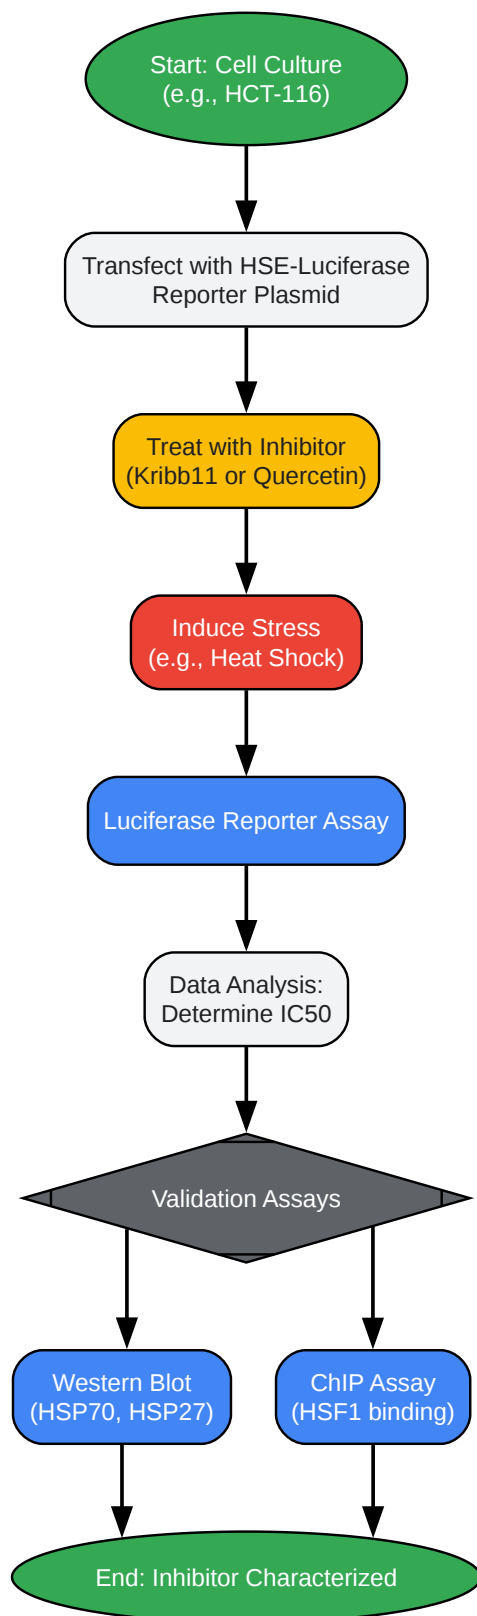 Start: Cell Culture
(e.g., HCT-116)
Transfect with HSE-Luciferase
Reporter Plasmid
Treat with Inhibitor
(Kribb11 or Quercetin)
Induce Stress
(e.g., Heat Shock)
Luciferase Reporter Assay
Data Analysis:
Determine IC50
Validation Assays
Western Blot
(HSP70, HSP27)
ChIP Assay
(HSF1 binding)
End: Inhibitor Characterized